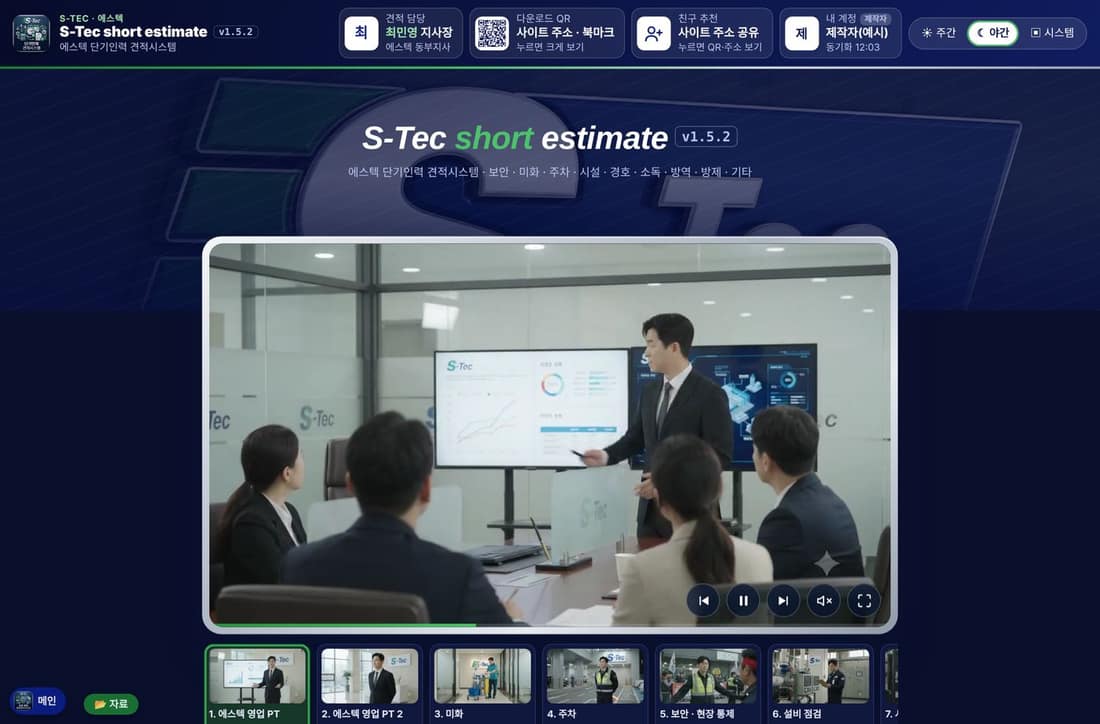 S-TEC · 에스텍
S-Tec short estimate v1.5.2
에스텍 단기인력 견적시스템
최
견적 담당
최민영 지사장
에스텍 동부지사
다운로드 QR
사이트 주소 · 북마크
누르면 크게 보기
친구 추천
사이트 주소 공유
누르면 QR·주소 보기
제
내 계정 제작자
제작자(예시)
동기화 12:03
주간
야간
시스템
S-Tec short estimate v1.5.2
에스텍 단기인력 견적시스템 · 보안 · 미화 · 주차 · 시설 · 경호 · 소독 · 방역 · 방제 · 기타
S-Tec
Tec
S-Tec
메인
자료
1. 에스텍 영업 PT
2. 에스텍 영업 PT 2
3. 미화
4. 주차
5. 보안 · 현장 통제
6. 설비 점검